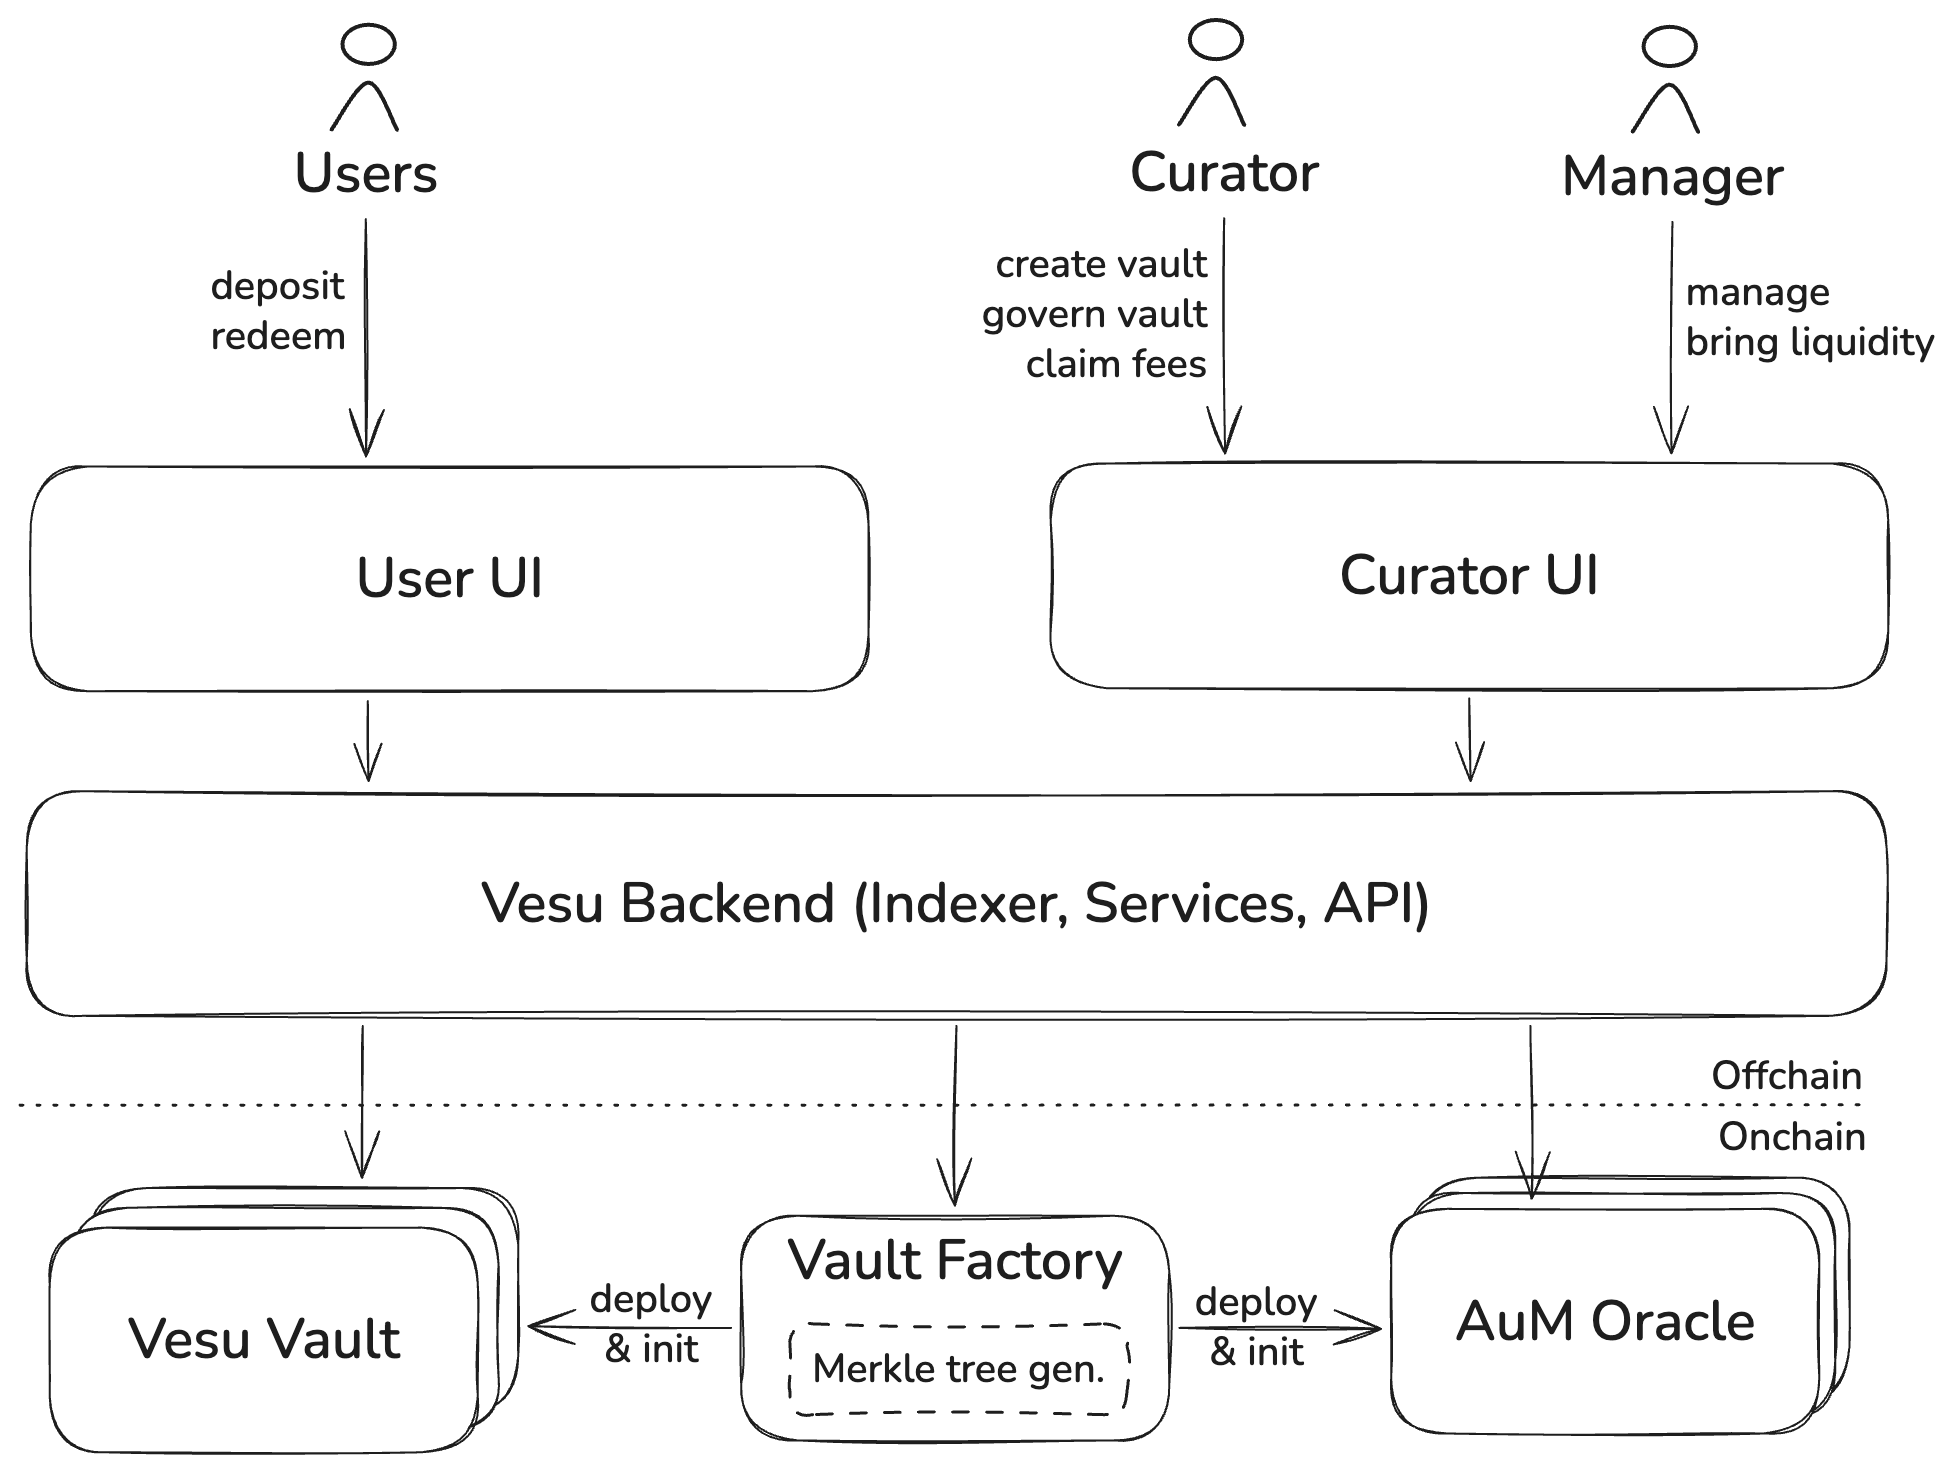 Users
Curator
Manager
deposit
redeem
create vault
govern vault
claim fees
manage
bring liquidity
User UI
Curator UI
Vesu Backend (Indexer, Services, API)
Offchain
Onchain
Vesu Vault
deploy
& init
Vault Factory
Merkle tree gen.
deploy
& init
AuM Oracle